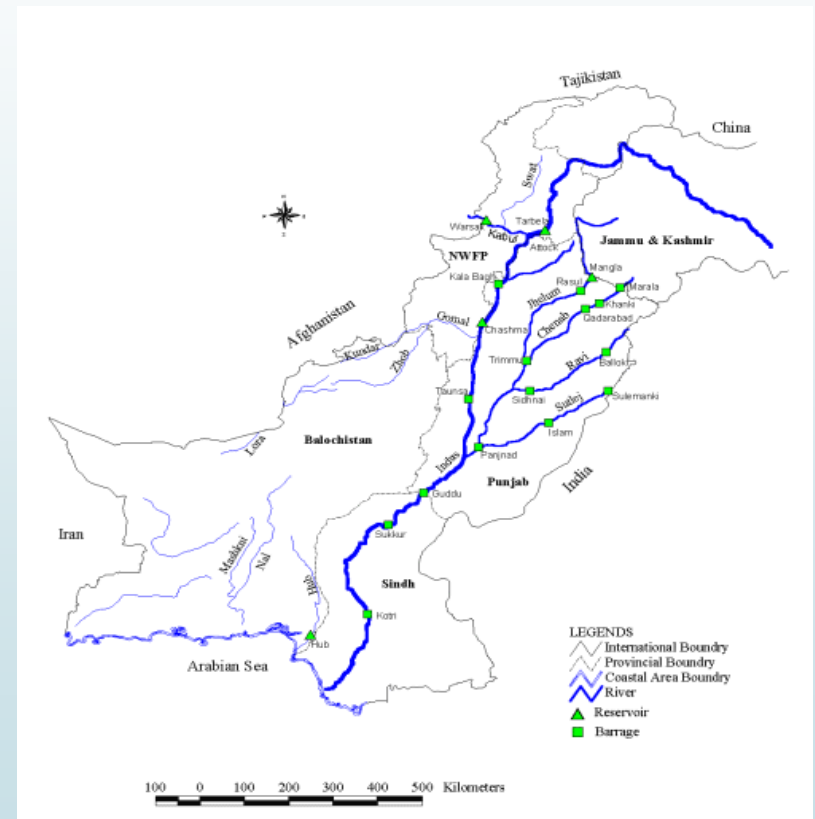 Tajikistan
China
Swat
Warsak
Kabul
Tarbela
Attock
Jammu & Kashmir
NWFP
Kala Bagh
Mangla
Rasul
Marala
Jhelum
Khanki
Afghanistan
Gomal
Chashma
Chenab
Qadarabad
Kundar
Zhob
Trimmu
Ravi
Ballok
Taunsa
Sidhnai
Sutlej
Sulemanki
Islam
Lora
Balochistan
Indus
Panjnad
Punjab
India
Guddu
Iran
Sukkur
Mashkni
Nal
Hub
Sindh
Kotri
Hub
Arabian Sea
LEGENDS
International Boundry
Provincial Boundry
Coastal Area Boundry
River
Reservoir
Barrage
100 0 100 200 300 400 500 Kilometers